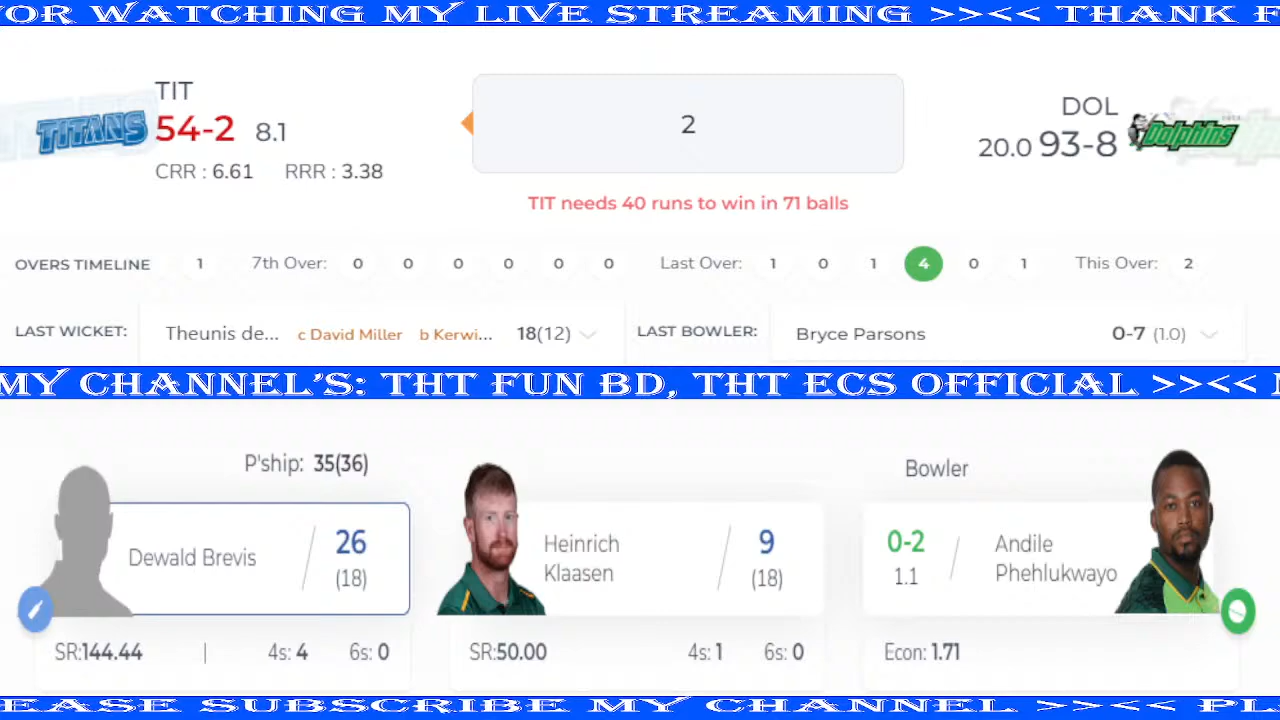 YOR WATCHING MY LIVE STREAMING >><< THANK F
TIT
TITANS 54-2 8.1
CRR : 6.61 RRR : 3.38
2
DOL
20.0 93-8 Dolphins
TIT needs 40 runs to win in 71 balls
OVERS TIMELINE 1 7th Over: 0 0 0 0 0 0 Last Over: 1 0 1 4 0 1 This Over: 2
LAST WICKET: Theunis de... c David Miller b Kerwi... 18(12) LAST BOWLER: Bryce Parsons 0-7 (1.0)
MY CHANNEL'S: THT FUN BD, THT ECS OFFICIAL >><<
P'ship: 35(36)
Dewald Brevis 26
(18)
SR:144.44 | 4s: 4 6s: 0
Heinrich
Klaasen
9
(18)
SR:50.00 4s: 1 6s: 0
Bowler
0-2
1.1
Andile
Phehlukwayo
Econ: 1.71
EASE SUBSCRIBE MY CHANNEL >><< PL